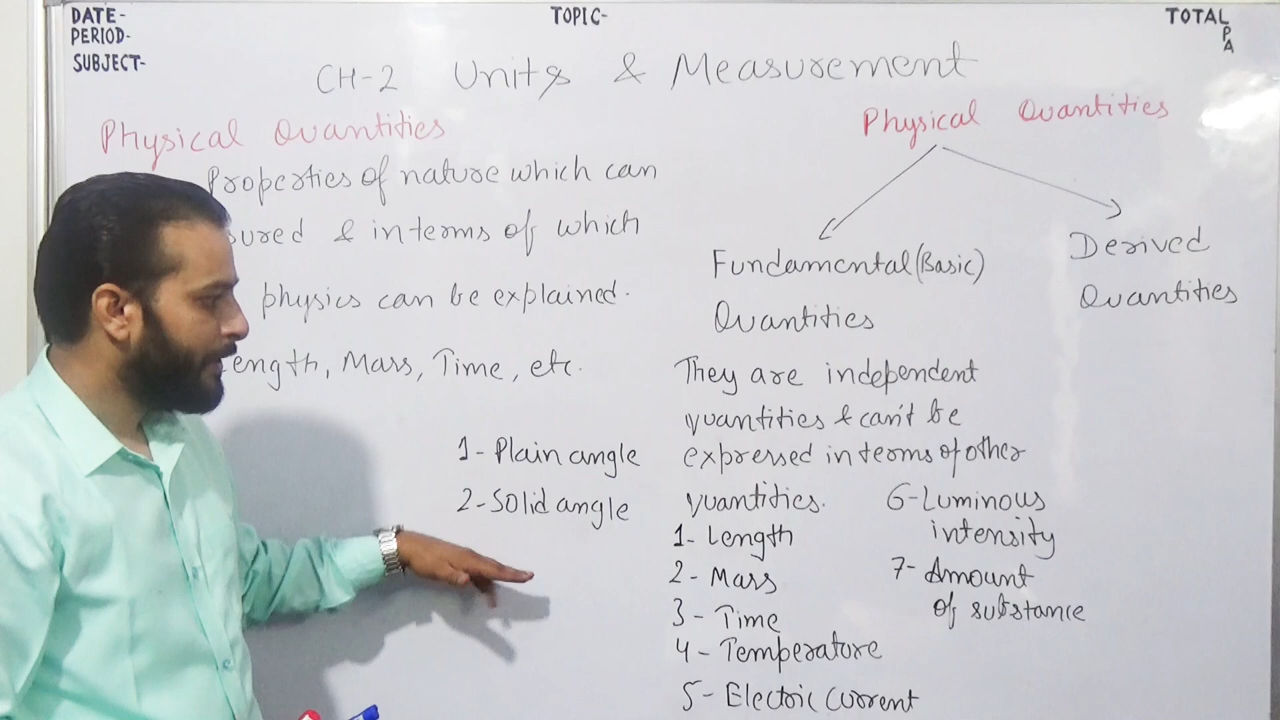 DATE-
PERIOD-
SUBJECT-
TOPIC-
TOTAL
P
A
CH-2 Units & Measurement
Physical Quantities
Properties of nature which can
sured & interms of which
physics can be explained.
ength, Mass, Time, etc.
1- Plain angle
2- Solid angle
Physical Quantities
Fundamental (Basic)
Quantities
Derived
Quantities
They are independent
quantities & can't be
expressed in terms of other
quantities.
1- Length
2- Mass
3- Time
4- Temperature
5- Electric Current
6- Luminous
intensity
7- Amount
of substance